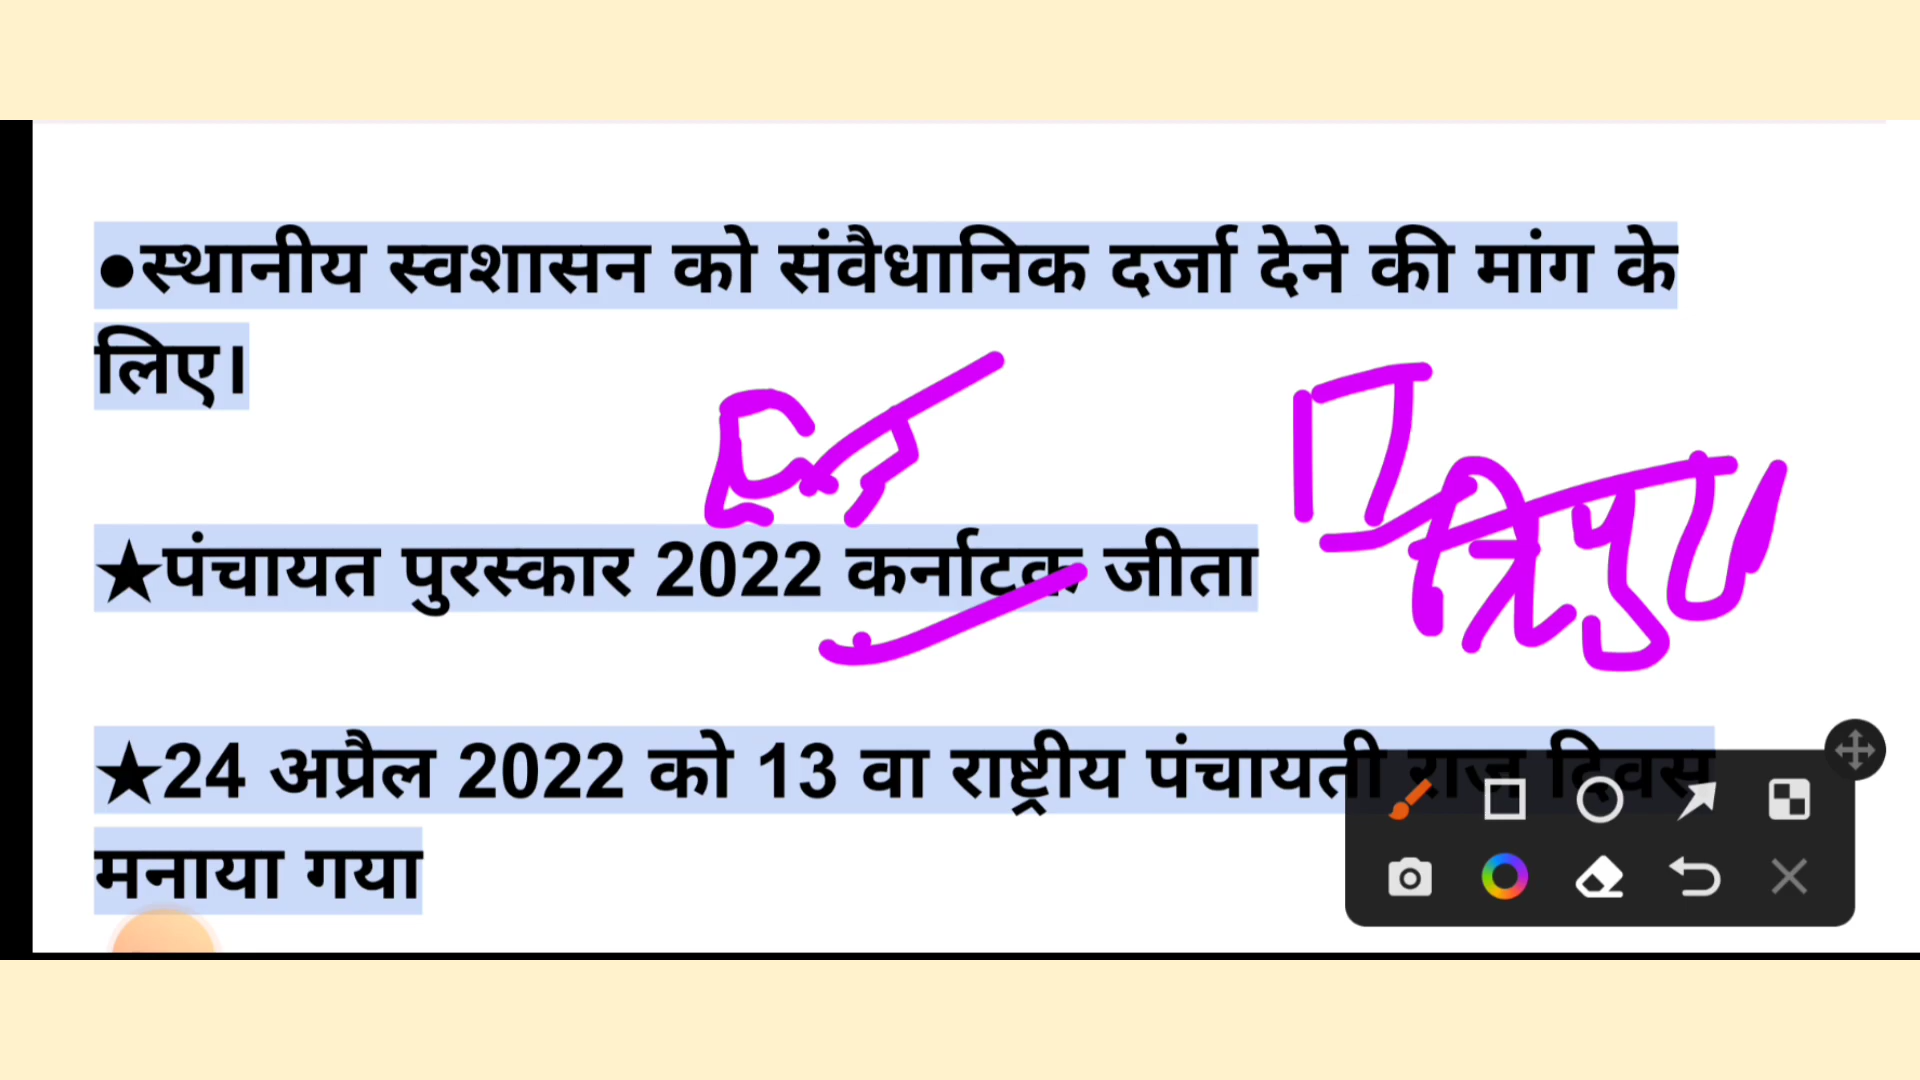 ●स्थानीय स्वशासन को संवैधानिक दर्जा देने की मांग के
लिए।
★पंचायत पुरस्कार 2022 कर्नाटक जीता
त्रिपुरा
★24 अप्रैल 2022 को 13 वा राष्ट्रीय पंचायती राज दिवस
मनाया गया